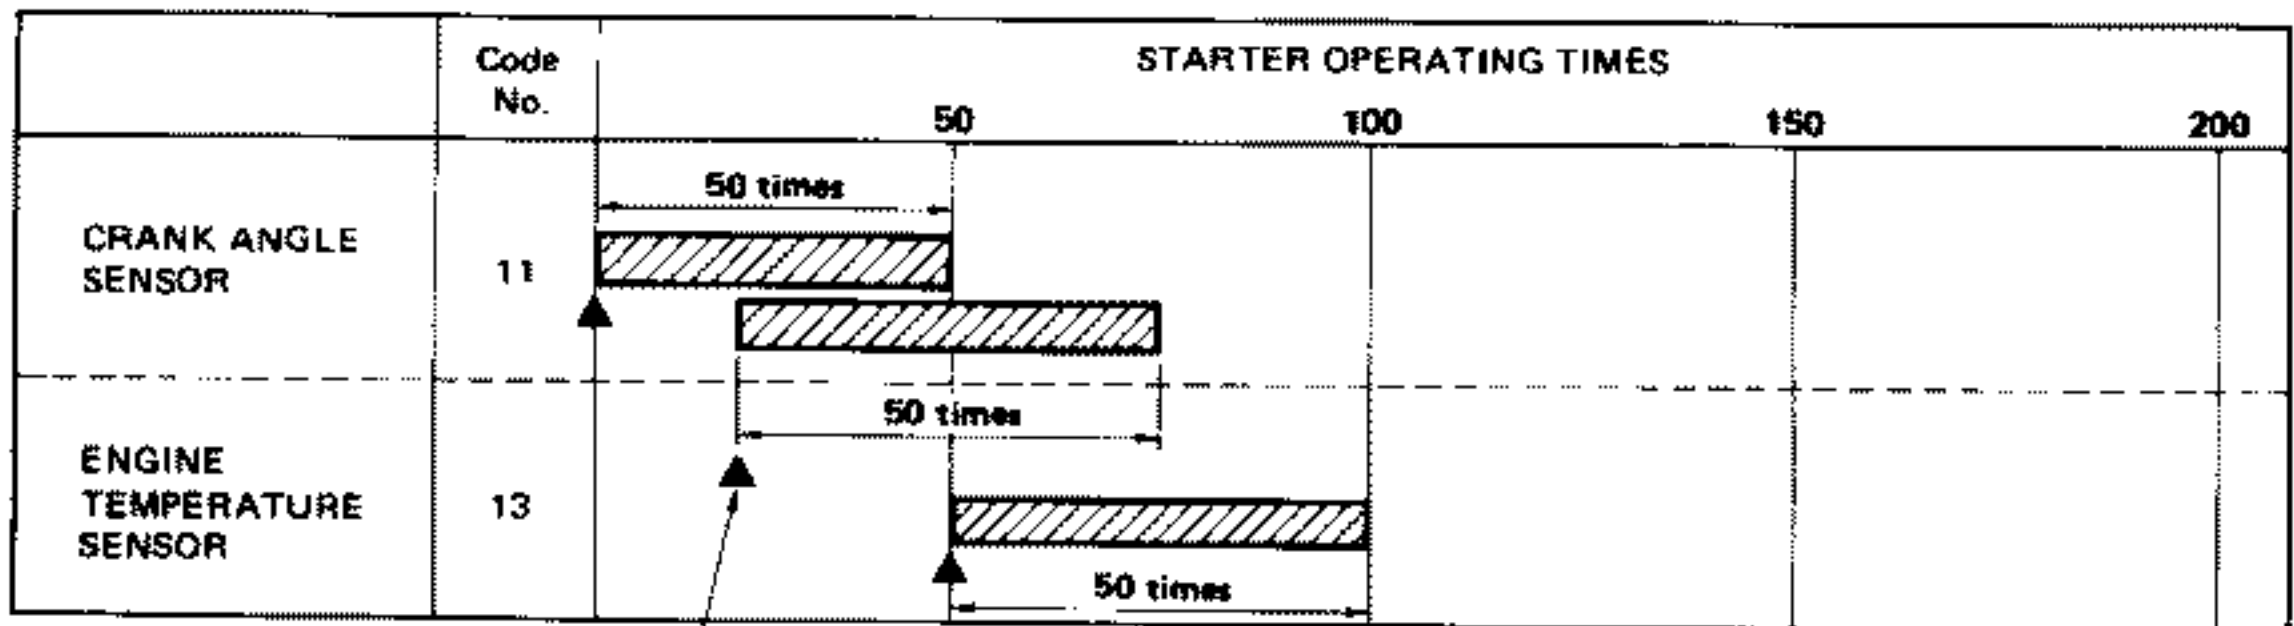 Code
No.
STARTER OPERATING TIMES
50
100
150
200
50 times
CRANK ANGLE
SENSOR
11
50 times
ENGINE
TEMPERATURE
SENSOR
13
50 times